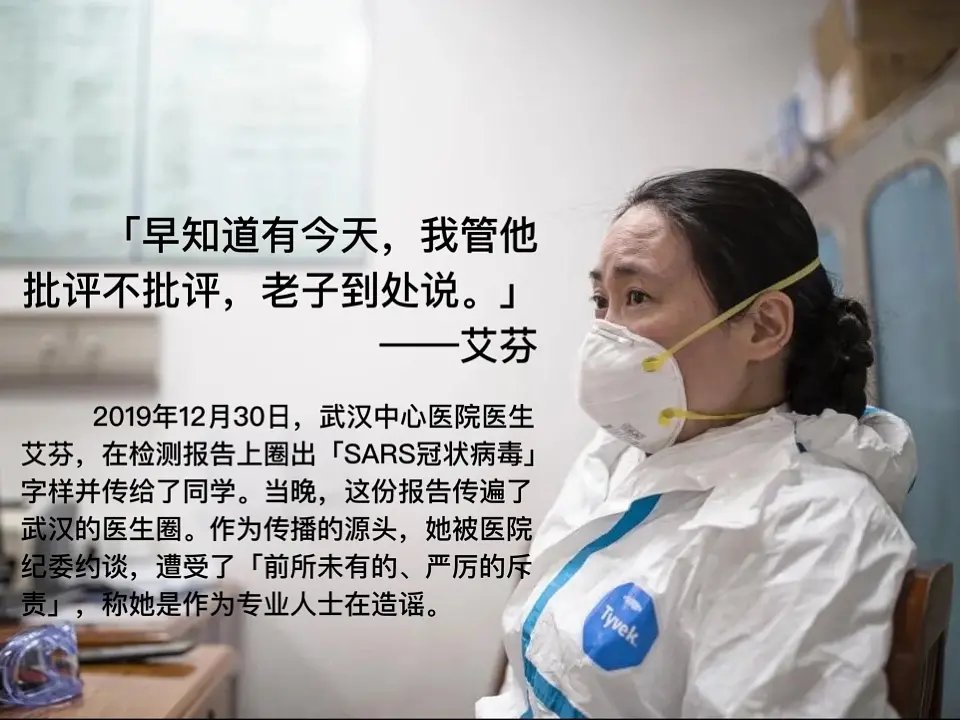 「早知道有今天，我管他
批评不批评，老子到处说。」
——艾芬
2019年12月30日，武汉中心医院医生
艾芬，在检测报告上圈出「SARS冠状病毒」
字样并传给了同学。当晚，这份报告传遍了
武汉的医生圈。作为传播的源头，她被医院
纪委约谈，遭受了「前所未有的、严厉的斥
责」，称她是作为专业人士在造谣。
Tyvek.